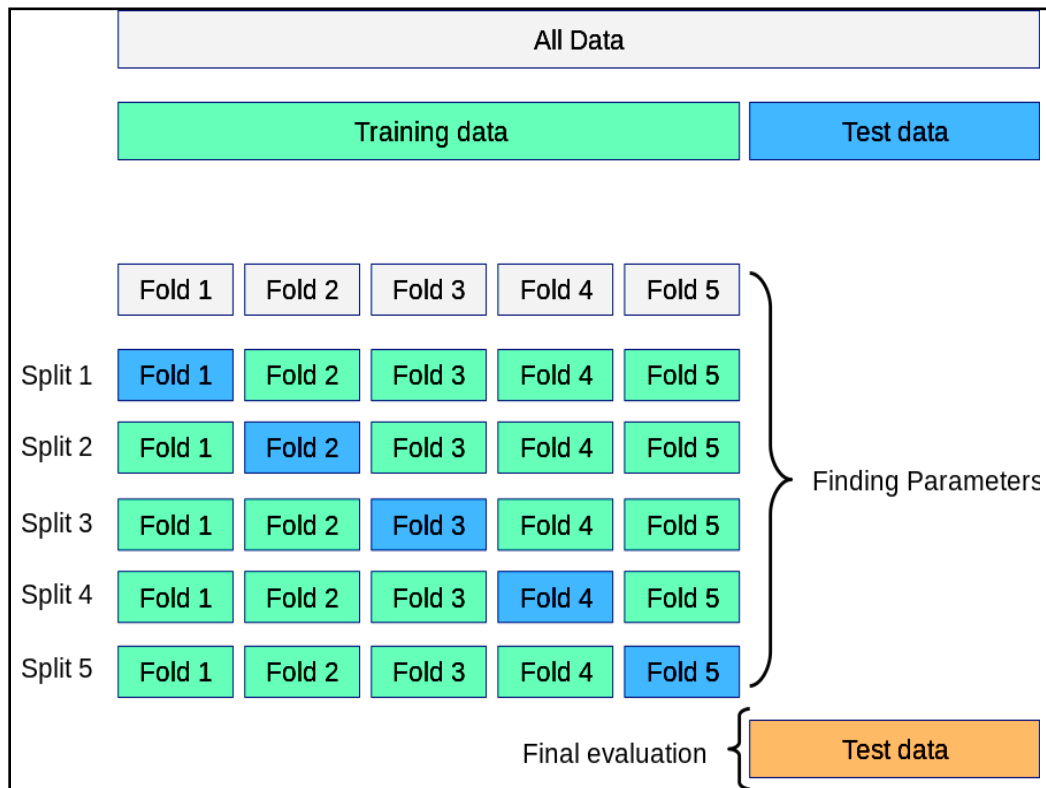 All Data
Training data Test data
Fold 1 Fold 2 Fold 3 Fold 4 Fold 5
Split 1 Fold 1 Fold 2 Fold 3 Fold 4 Fold 5
Split 2 Fold 1 Fold 2 Fold 3 Fold 4 Fold 5
Finding Parameters
Split 3 Fold 1 Fold 2 Fold 3 Fold 4 Fold 5
Split 4 Fold 1 Fold 2 Fold 3 Fold 4 Fold 5
Split 5 Fold 1 Fold 2 Fold 3 Fold 4 Fold 5
Final evaluation Test data